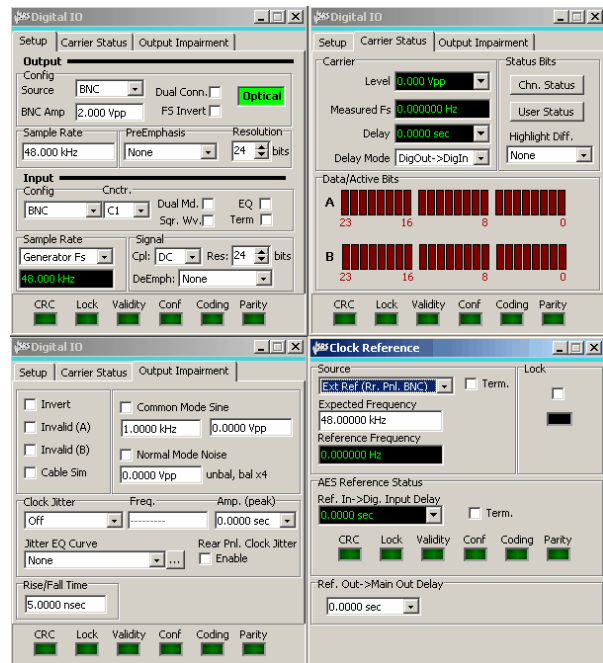 SRS Digital IO
Setup Carrier Status Output Impairment
Output
Config
Source BNC Dual Conn. Optical
BNC Amp 2.000 Vpp FS Invert
Sample Rate PreEmphasis Resolution
48.000 kHz None 24 bits
Input
Config Cnctr.
BNC C1 Dual Md. EQ
Sqr. Wv. Term
Sample Rate Signal
Generator Fs Cpl: DC Res: 24 bits
48.000 kHz DeEmph: None
CRC Lock Validity Conf Coding Parity
SRS Digital IO
Setup Carrier Status Output Impairment
Carrier Status Bits
Level 0.000 Vpp Chn. Status
Measured Fs 0.000000 Hz User Status
Delay 0.0000 sec Highlight Diff.
Delay Mode DigOut->DigIn None
Data/Active Bits
A
23 16 8 0
B
23 16 8 0
CRC Lock Validity Conf Coding Parity
SRS Digital IO
Setup Carrier Status Output Impairment
Invert Common Mode Sine
Invalid (A) 1.0000 kHz 0.0000 Vpp
Invalid (B) Normal Mode Noise
Cable Sim 0.0000 Vpp unbal, bal x4
Clock Jitter Freq. Amp. (peak)
Off --------- 0.0000 sec
Jitter EQ Curve Rear Pnl. Clock Jitter
None ... Enable
Rise/Fall Time
5.0000 nsec
CRC Lock Validity Conf Coding Parity
SRS Clock Reference
Source Lock
Ext Ref (Rr. Pnl. BNC) Term.
Expected Frequency
48.00000 kHz
Reference Frequency
0.000000 Hz
AES Reference Status
Ref. In->Dig. Input Delay
0.0000 sec Term.
CRC Lock Validity Conf Coding Parity
Ref. Out->Main Out Delay
0.0000 sec